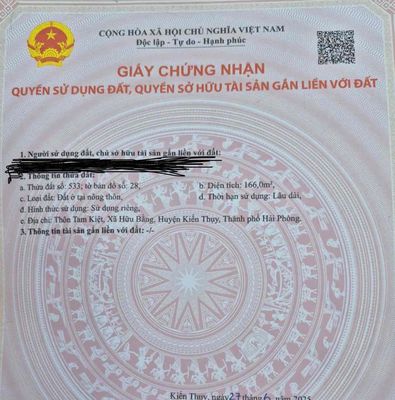 CỘNG HÒA XÃ HỘI CHỦ NGHĨA VIỆT NAM
Độc lập - Tự do - Hạnh phúc
GIẤY CHỨNG NHẬN
QUYỀN SỬ DỤNG ĐẤT, QUYỀN SỞ HỮU TÀI SẢN GẮN LIỀN VỚI ĐẤT
1. Người sử dụng đất, chủ sở hữu tài sản gắn liền với đất:
2. Thông tin thửa đất:
a. Thửa đất số: 533; tờ bản đồ số: 28; b. Diện tích: 166,0m²,
c. Loại đất: Đất ở tại nông thôn, d. Thời hạn sử dụng: Lâu dài,
đ. Hình thức sử dụng: Sử dụng riêng,
e. Địa chỉ: Thôn Tam Kiệt, Xã Hữu Bằng, Huyện Kiến Thụy, Thành phố Hải Phòng.
3. Thông tin tài sản gắn liền với đất: -/-
Kiến Thụy, ngày 27 tháng 6 năm 2025